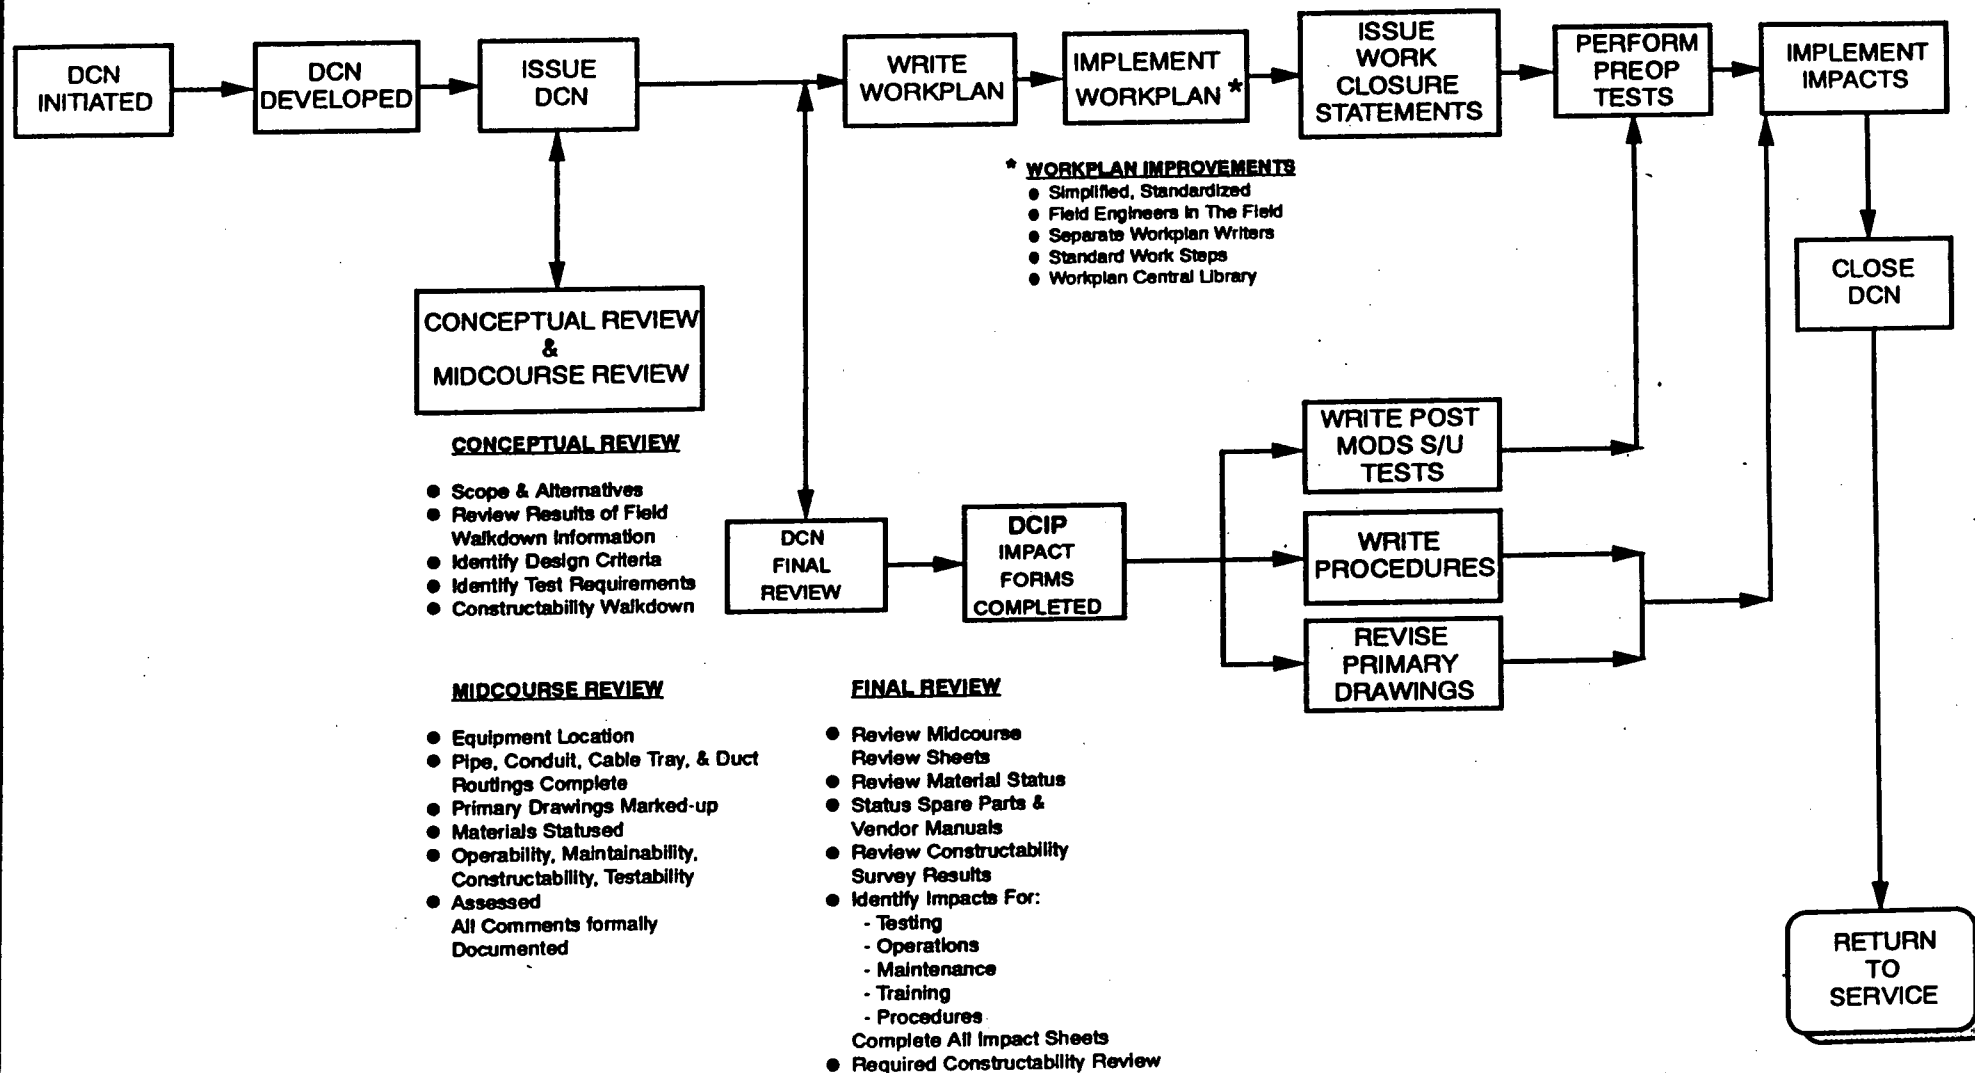 DCN
INITIATED
DCN
DEVELOPED
ISSUE
DCN
WRITE
WORKPLAN
IMPLEMENT
WORKPLAN *
ISSUE
WORK
CLOSURE
STATEMENTS
PERFORM
PREOP
TESTS
IMPLEMENT
IMPACTS
* WORKPLAN IMPROVEMENTS
● Simplified, Standardized
● Field Engineers In The Field
● Separate Workplan Writers
● Standard Work Steps
● Workplan Central Library
CLOSE
DCN
CONCEPTUAL REVIEW
&
MIDCOURSE REVIEW
CONCEPTUAL REVIEW
● Scope & Alternatives
● Review Results of Field
Walkdown Information
● Identify Design Criteria
● Identify Test Requirements
● Constructability Walkdown
DCN
FINAL
REVIEW
DCIP
IMPACT
FORMS
COMPLETED
WRITE POST
MODS S/U
TESTS
WRITE
PROCEDURES
REVISE
PRIMARY
DRAWINGS
MIDCOURSE REVIEW
● Equipment Location
● Pipe, Conduit, Cable Tray, & Duct
Routings Complete
● Primary Drawings Marked-up
● Materials Statused
● Operability, Maintainability,
Constructability, Testability
● Assessed
All Comments formally
Documented
FINAL REVIEW
● Review Midcourse
Review Sheets
● Review Material Status
● Status Spare Parts &
Vendor Manuals
● Review Constructability
Survey Results
● Identify Impacts For:
- Testing
- Operations
- Maintenance
- Training
- Procedures
Complete All Impact Sheets
● Required Constructability Review
RETURN
TO
SERVICE